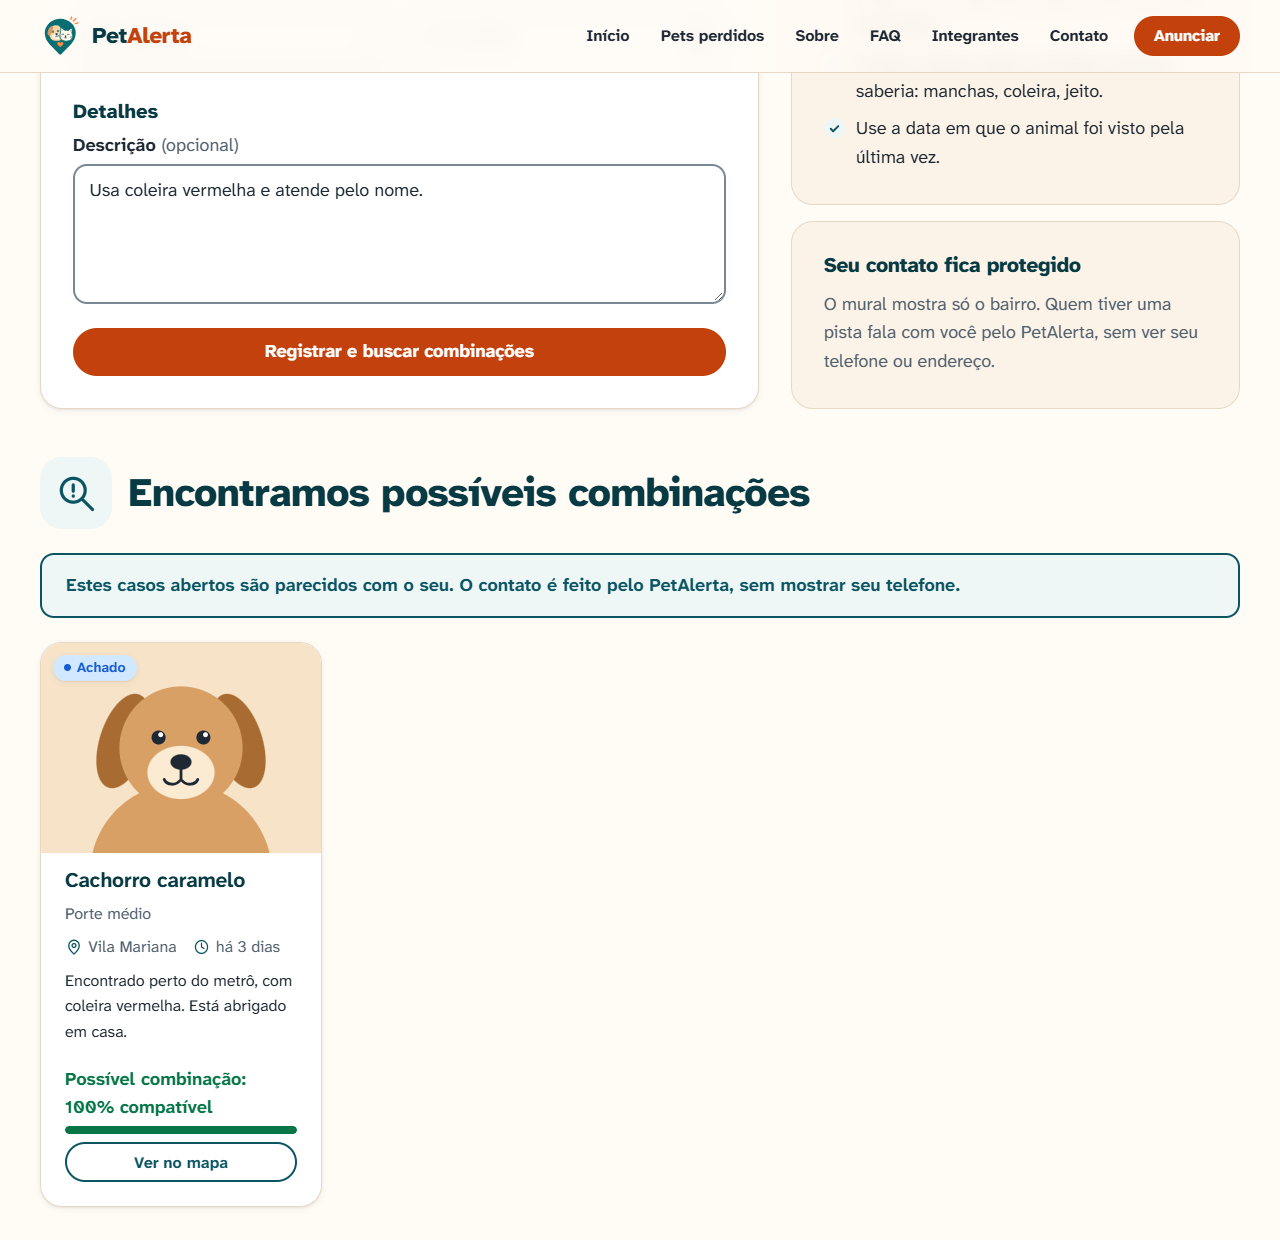 PetAlerta
Início
Pets perdidos
Sobre
FAQ
Integrantes
Contato
Anunciar
Detalhes
Descrição (opcional)
Usa coleira vermelha e atende pelo nome.
Registrar e buscar combinações
saberia: manchas, coleira, jeito.
Use a data em que o animal foi visto pela
última vez.
Seu contato fica protegido
O mural mostra só o bairro. Quem tiver uma
pista fala com você pelo PetAlerta, sem ver seu
telefone ou endereço.
Encontramos possíveis combinações
Estes casos abertos são parecidos com o seu. O contato é feito pelo PetAlerta, sem mostrar seu telefone.
Achado
Cachorro caramelo
Porte médio
Vila Mariana
há 3 dias
Encontrado perto do metrô, com
coleira vermelha. Está abrigado
em casa.
Possível combinação:
100% compatível
Ver no mapa